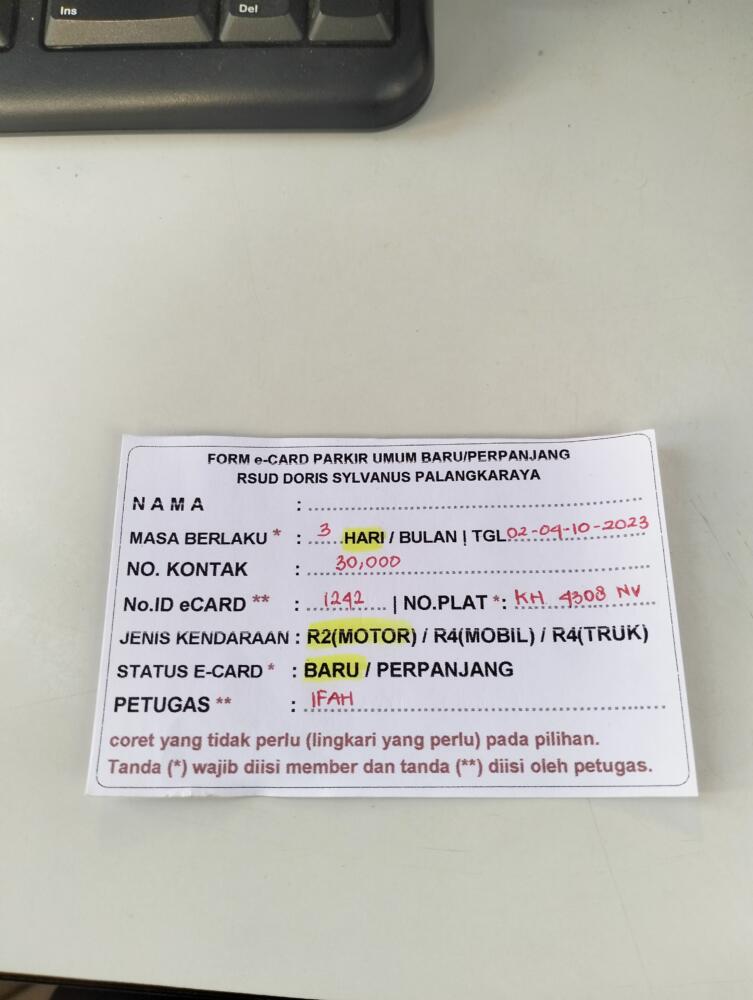 Ins
Del
FORM e-CARD PARKIR UMUM BARU/PERPANJANG
RSUD DORIS SYLVANUS PALANGKARAYA
N A M A :
MASA BERLAKU * : 3 HARI / BULAN | TGL 02-04-10-2023
NO. KONTAK : 30,000
No.ID eCARD ** : 1242 | NO.PLAT *: KH 4308 NV
JENIS KENDARAAN : R2(MOTOR) / R4(MOBIL) / R4(TRUK)
STATUS E-CARD * : BARU / PERPANJANG
PETUGAS ** : IFAH
coret yang tidak perlu (lingkari yang perlu) pada pilihan.
Tanda (*) wajib diisi member dan tanda (**) diisi oleh petugas.